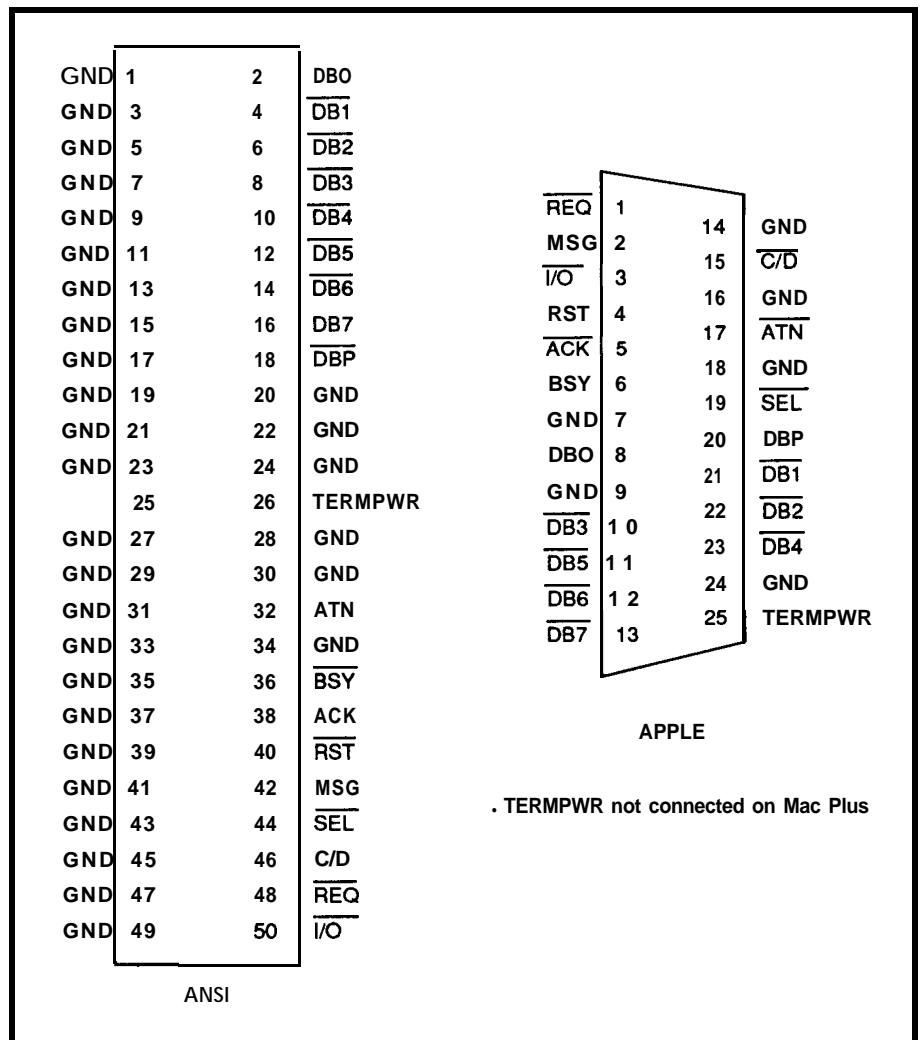 GND 1 2 DBO
GND 3 4 DB1
GND 5 6 DB2
GND 7 8 DB3
GND 9 10 DB4
GND 11 12 DB5
GND 13 14 DB6
GND 15 16 DB7
GND 17 18 DBP
GND 19 20 GND
GND 21 22 GND
GND 23 24 GND
25 26 TERMPWR
GND 27 28 GND
GND 29 30 GND
GND 31 32 ATN
GND 33 34 GND
GND 35 36 BSY
GND 37 38 ACK
GND 39 40 RST
GND 41 42 MSG
GND 43 44 SEL
GND 45 46 C/D
GND 47 48 REQ
GND 49 50 I/O
ANSI
REQ 1
14 GND
MSG 2
15 C/D
I/O 3
16 GND
RST 4
17 ATN
ACK 5
18 GND
BSY 6
19 SEL
GND 7
20 DBP
DBO 8
21 DB1
GND 9
22 DB2
DB3 10
23 DB4
DB5 11
24 GND
DB6 12
25 TERMPWR
DB7 13
APPLE
. TERMPWR not connected on Mac Plus